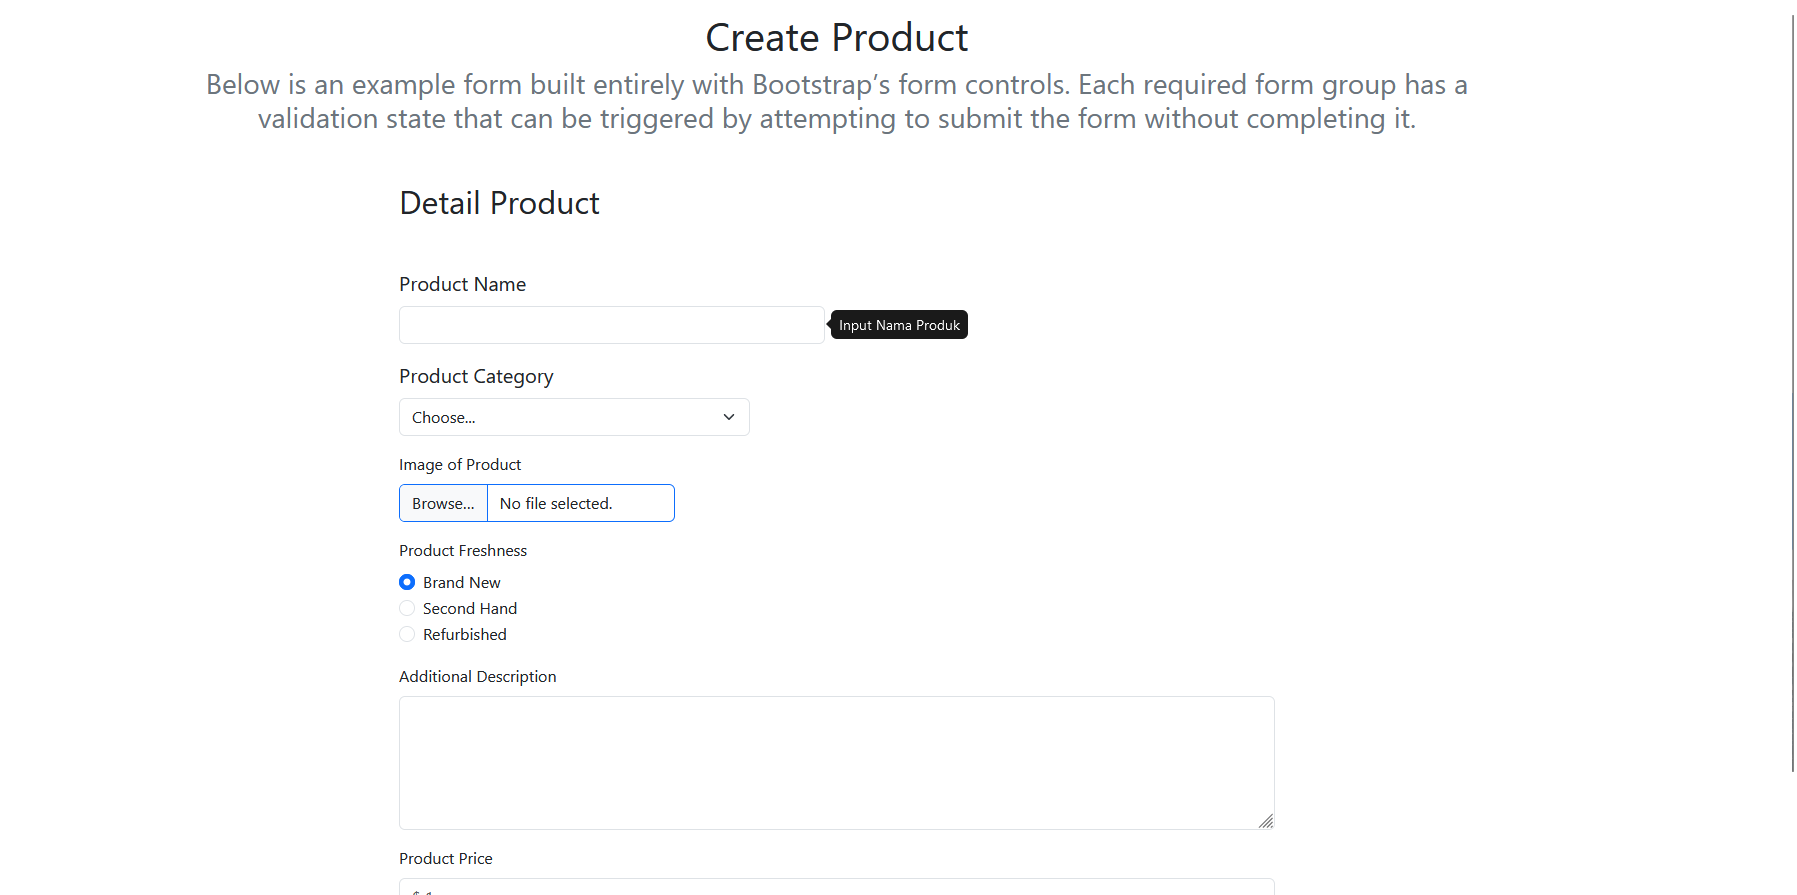 Create Product
Below is an example form built entirely with Bootstrap’s form controls. Each required form group has a
validation state that can be triggered by attempting to submit the form without completing it.
Detail Product
Product Name
Input Nama Produk
Product Category
Choose...
Image of Product
Browse... No file selected.
Product Freshness
Brand New
Second Hand
Refurbished
Additional Description
Product Price